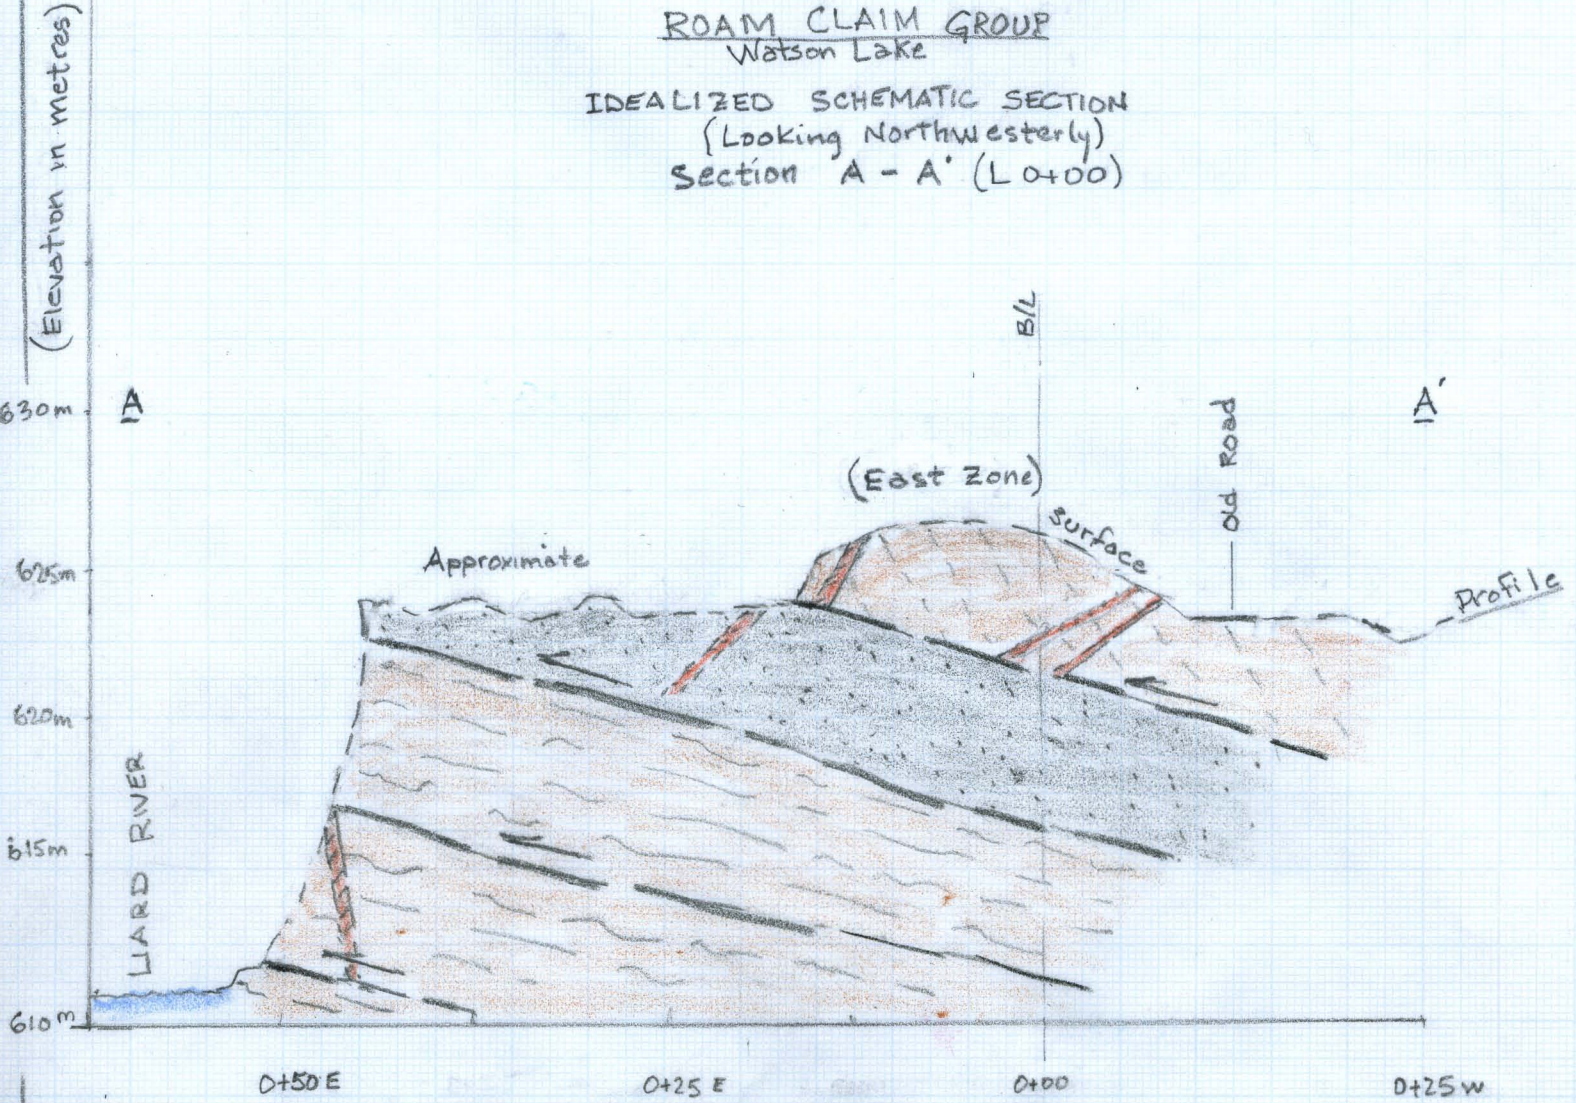 ROAM CLAIM GROUP
Watson Lake
IDEALIZED SCHEMATIC SECTION
(Looking Northwesterly)
Section A - A' (L 0+00)
(Elevation in metres)
B/L
630m
A
A'
Old Road
(East Zone)
Surface
Approximate
625m
Profile
620m
LIARD RIVER
615m
610m
0+50E
0+25E
0+00
0+25W